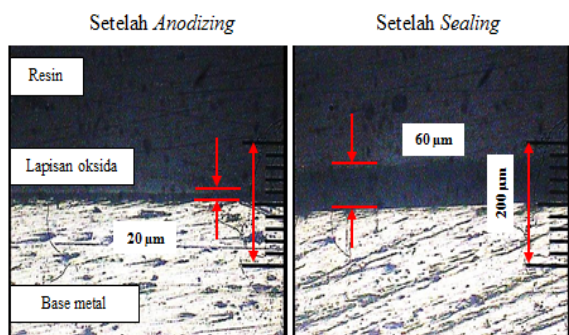 Setelah Anodizing
Setelah Sealing
Resin
Lapisan oksida
20 µm
Base metal
60 µm
200 µm